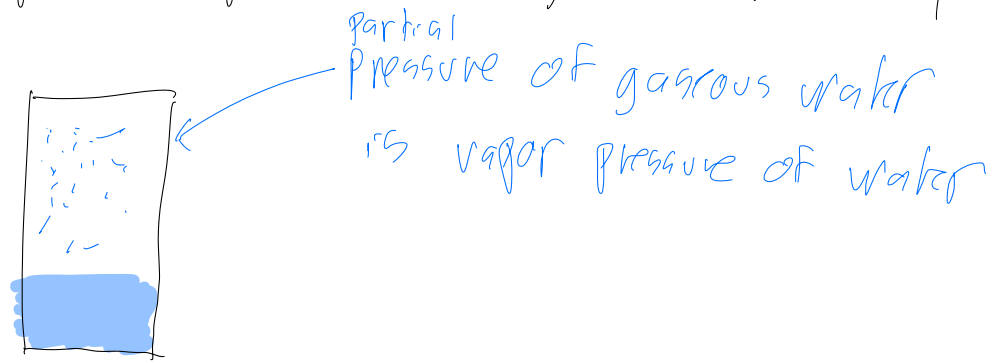 partial
pressure of gaseous water
is vapor pressure of water